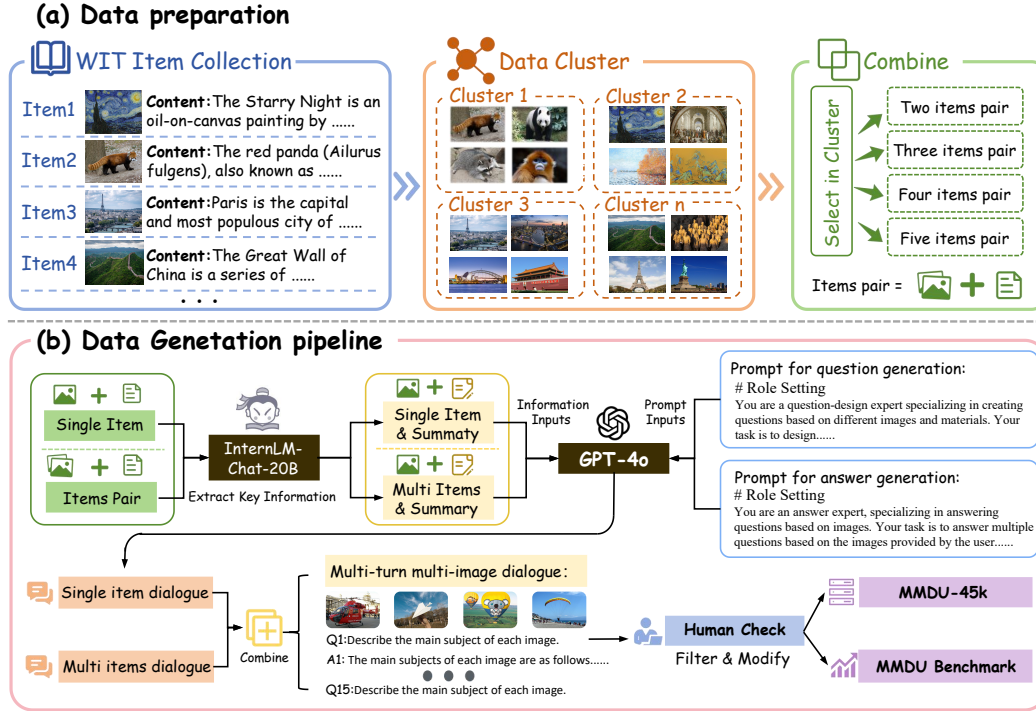 (a) Data preparation
WIT Item Collection
Item1
Content:The Starry Night is an
oil-on-canvas painting by ......
Item2
Content:The red panda (Ailurus
fulgens), also known as ......
Item3
Content:Paris is the capital
and most populous city of ......
Item4
Content:The Great Wall of
China is a series of ......
. . .
Data Cluster
Cluster 1
Cluster 2
Cluster 3
Cluster n
Combine
Select in Cluster
Two items pair
Three items pair
Four items pair
Five items pair
Items pair =
(b) Data Genetation pipeline
Single Item
Items Pair
InternLM-
Chat-20B
Extract Key Information
Single Item
& Summaty
Multi Items
& Summary
Information
Inputs
GPT-4o
Prompt
Inputs
Prompt for question generation:
# Role Setting
You are a question-design expert specializing in creating
questions based on different images and materials. Your
task is to design......
Prompt for answer generation:
# Role Setting
You are an answer expert, specializing in answering
questions based on images. Your task is to answer multiple
questions based on the images provided by the user......
Single item dialogue
Multi items dialogue
Combine
Multi-turn multi-image dialogue:
Q1:Describe the main subject of each image.
A1: The main subjects of each image are as follows......
Q15:Describe the main subject of each image.
Human Check
Filter & Modify
MMDU-45k
MMDU Benchmark